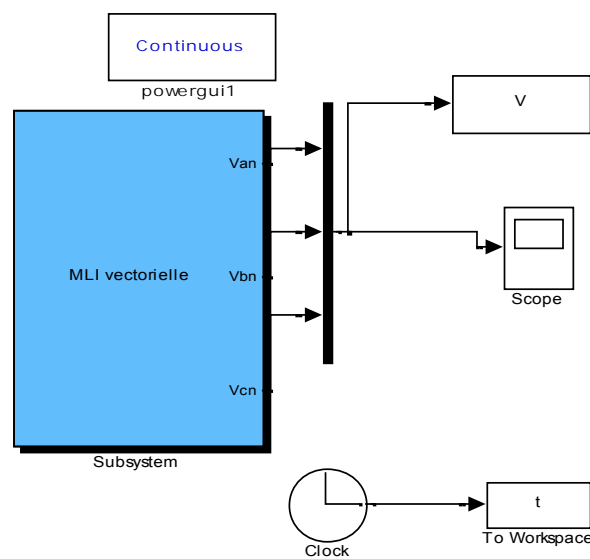 Continuous
powergui1
V
Van
MLI vectorielle
Vbn
Scope
Vcn
Subsystem
t
To Workspace
Clock